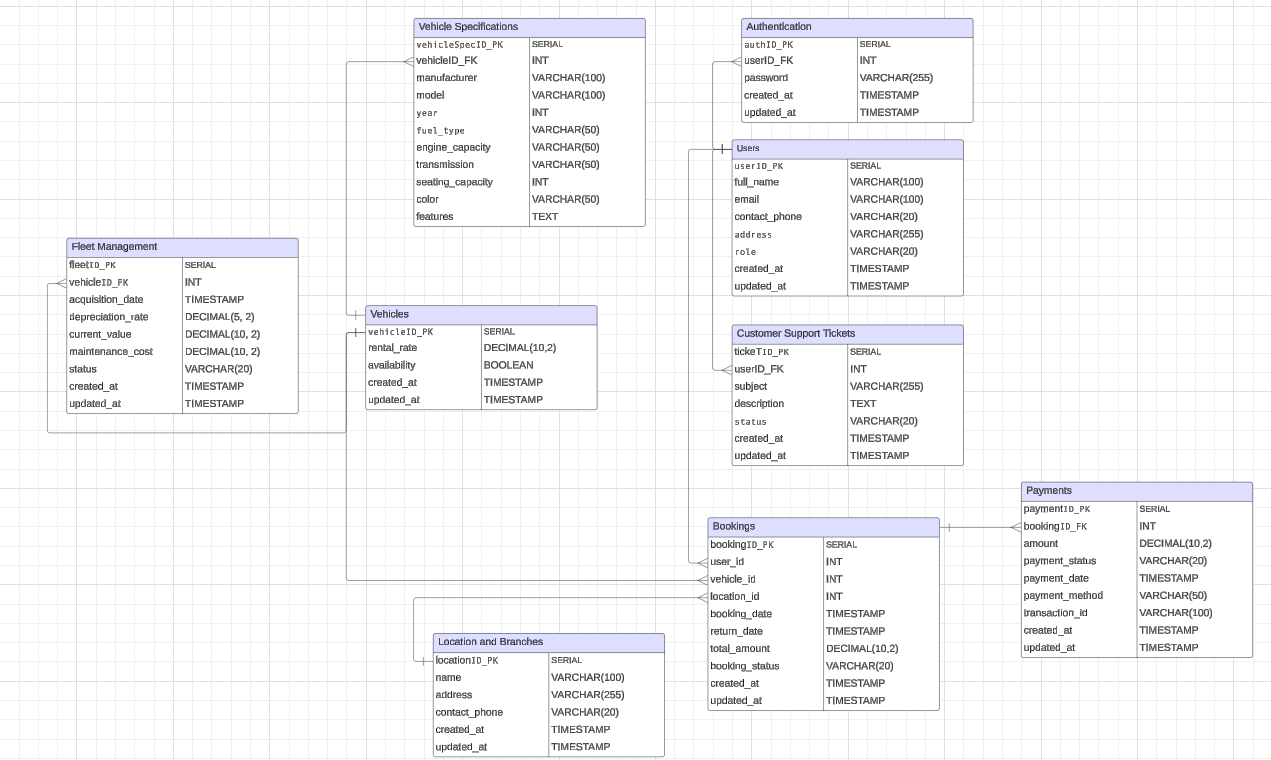 Vehicle Specifications
vehicleSpecID_PK SERIAL
vehicleID_FK INT
manufacturer VARCHAR(100)
model VARCHAR(100)
year INT
fuel_type VARCHAR(50)
engine_capacity VARCHAR(50)
transmission VARCHAR(50)
seating_capacity INT
color VARCHAR(50)
features TEXT
Authentication
authID_PK SERIAL
userID_FK INT
password VARCHAR(255)
created_at TIMESTAMP
updated_at TIMESTAMP
Users
userID_PK SERIAL
full_name VARCHAR(100)
email VARCHAR(100)
contact_phone VARCHAR(20)
address VARCHAR(255)
role VARCHAR(20)
created_at TIMESTAMP
updated_at TIMESTAMP
Fleet Management
fleetID_PK SERIAL
vehicleID_FK INT
acquisition_date TIMESTAMP
depreciation_rate DECIMAL(5, 2)
current_value DECIMAL(10, 2)
maintenance_cost DECIMAL(10, 2)
status VARCHAR(20)
created_at TIMESTAMP
updated_at TIMESTAMP
Vehicles
vehicleID_PK SERIAL
rental_rate DECIMAL(10,2)
availability BOOLEAN
created_at TIMESTAMP
updated_at TIMESTAMP
Customer Support Tickets
tickeTID_PK SERIAL
userID_FK INT
subject VARCHAR(255)
description TEXT
status VARCHAR(20)
created_at TIMESTAMP
updated_at TIMESTAMP
Payments
paymentID_PK SERIAL
bookingID_FK INT
amount DECIMAL(10,2)
payment_status VARCHAR(20)
payment_date TIMESTAMP
payment_method VARCHAR(50)
transaction_id VARCHAR(100)
created_at TIMESTAMP
updated_at TIMESTAMP
Bookings
bookingID_PK SERIAL
user_id INT
vehicle_id INT
location_id INT
booking_date TIMESTAMP
return_date TIMESTAMP
total_amount DECIMAL(10,2)
booking_status VARCHAR(20)
created_at TIMESTAMP
updated_at TIMESTAMP
Location and Branches
locationID_PK SERIAL
name VARCHAR(100)
address VARCHAR(255)
contact_phone VARCHAR(20)
created_at TIMESTAMP
updated_at TIMESTAMP